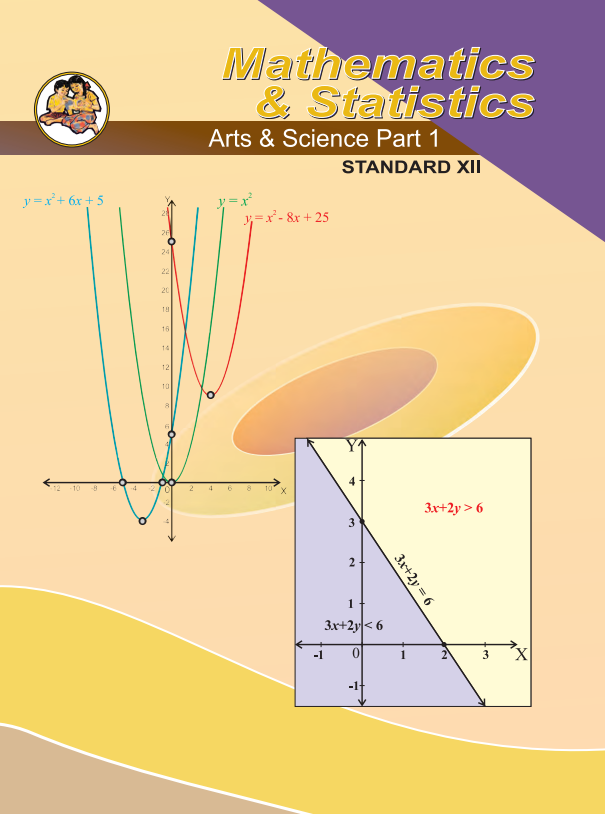 Mathematics
& Statistics
Arts & Science Part 1
STANDARD XII
y = x² + 6x + 5
y = x²
y = x² - 8x + 25
Y
28
26
24
22
20
18
16
14
12
10
8
6
4
2
-12 -10 -8 -6 -4 -2 0 2 4 6 8 10 X
-2
-4
Y
4
3x+2y > 6
3
2
3x+2y = 6
1
3x+2y < 6
-1 0 1 2 3 X
-1